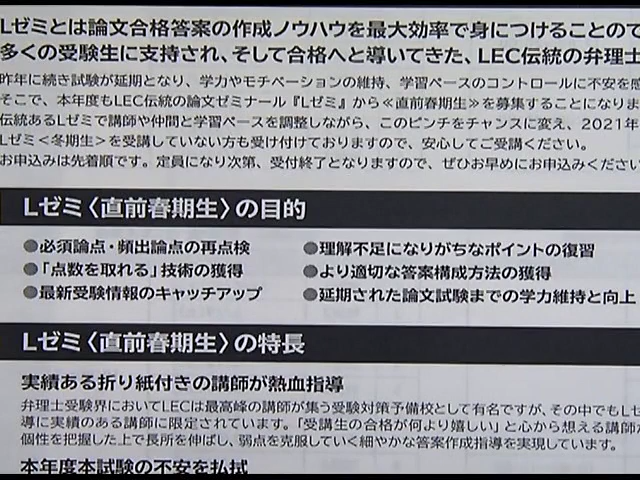 Lゼミとは論文合格答案の作成ノウハウを最大効率で身につけることので
多くの受験生に支持され、そして合格へと導いてきた、LEC伝統の弁理士
昨年に続き試験が延期となり、学力やモチベーションの維持、学習ペースのコントロールに不安を感
そこで、本年度もLEC伝統の論文ゼミナール『Lゼミ』から≪直前春期生≫を募集することになりま
伝統あるLゼミで講師や仲間と学習ペースを調整しながら、このピンチをチャンスに変え、2021年
Lゼミ<冬期生>を受講していない方も受け付けておりますので、安心してご受講ください。
お申込みは先着順です。定員になり次第、受付終了となりますので、ぜひお早めにお申込みください
Lゼミ〈直前春期生〉の目的
●必須論点・頻出論点の再点検
●理解不足になりがちなポイントの復習
●「点数を取れる」技術の獲得
●より適切な答案構成方法の獲得
●最新受験情報のキャッチアップ
●延期された論文試験までの学力維持と向上
Lゼミ〈直前春期生〉の特長
実績ある折り紙付きの講師が熱血指導
弁理士受験界においてLECは最高峰の講師が集う受験対策予備校として有名ですが、その中でもLゼ
導に実績のある講師に限定されています。「受講生の合格が何より嬉しい」と心から想える講師が
個性を把握した上で長所を伸ばし、弱点を克服していく細やかな答案作成指導を実現しています。
本年度本試験の不安を払拭